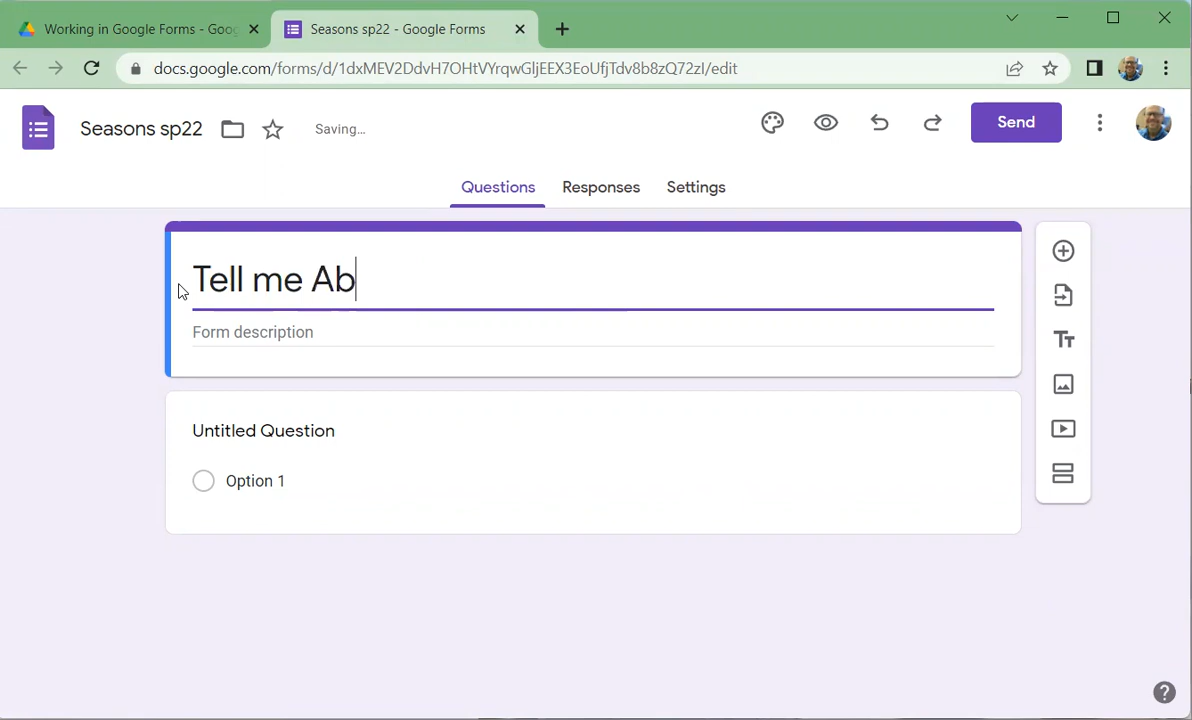 Working in Google Forms - Goog
Seasons sp22 - Google Forms
docs.google.com/forms/d/1dxMEV2DdvH7OHtVYrqwGljEEX3EoUfjTdv8b8zQ72zI/edit
Seasons sp22
Saving...
Send
Questions
Responses
Settings
Tell me Ab
Form description
Untitled Question
Option 1